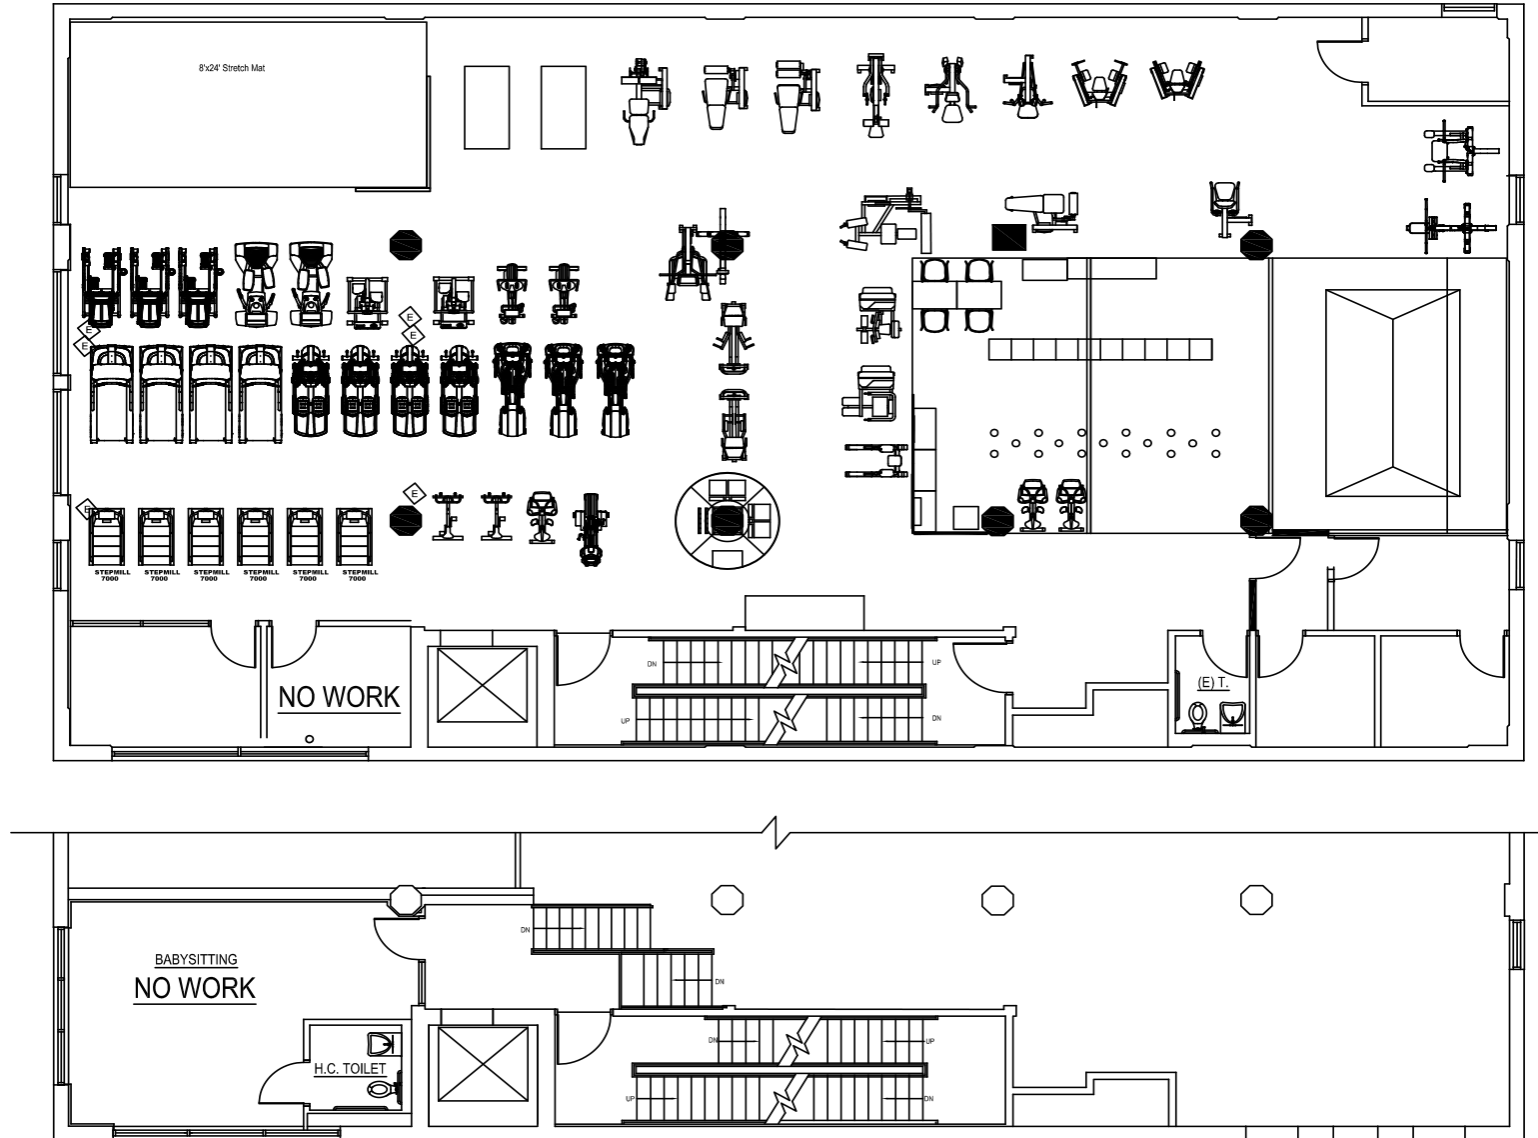 8'x24' Stretch Mat
E
E
E
E
E
E
STEPMILL 7000
STEPMILL 7000
STEPMILL 7000
STEPMILL 7000
STEPMILL 7000
STEPMILL 7000
NO WORK
DN
UP
UP
DN
(E) T.
DN
DN
BABYSITTING
NO WORK
H.C. TOILET
DN
UP
UP
DN